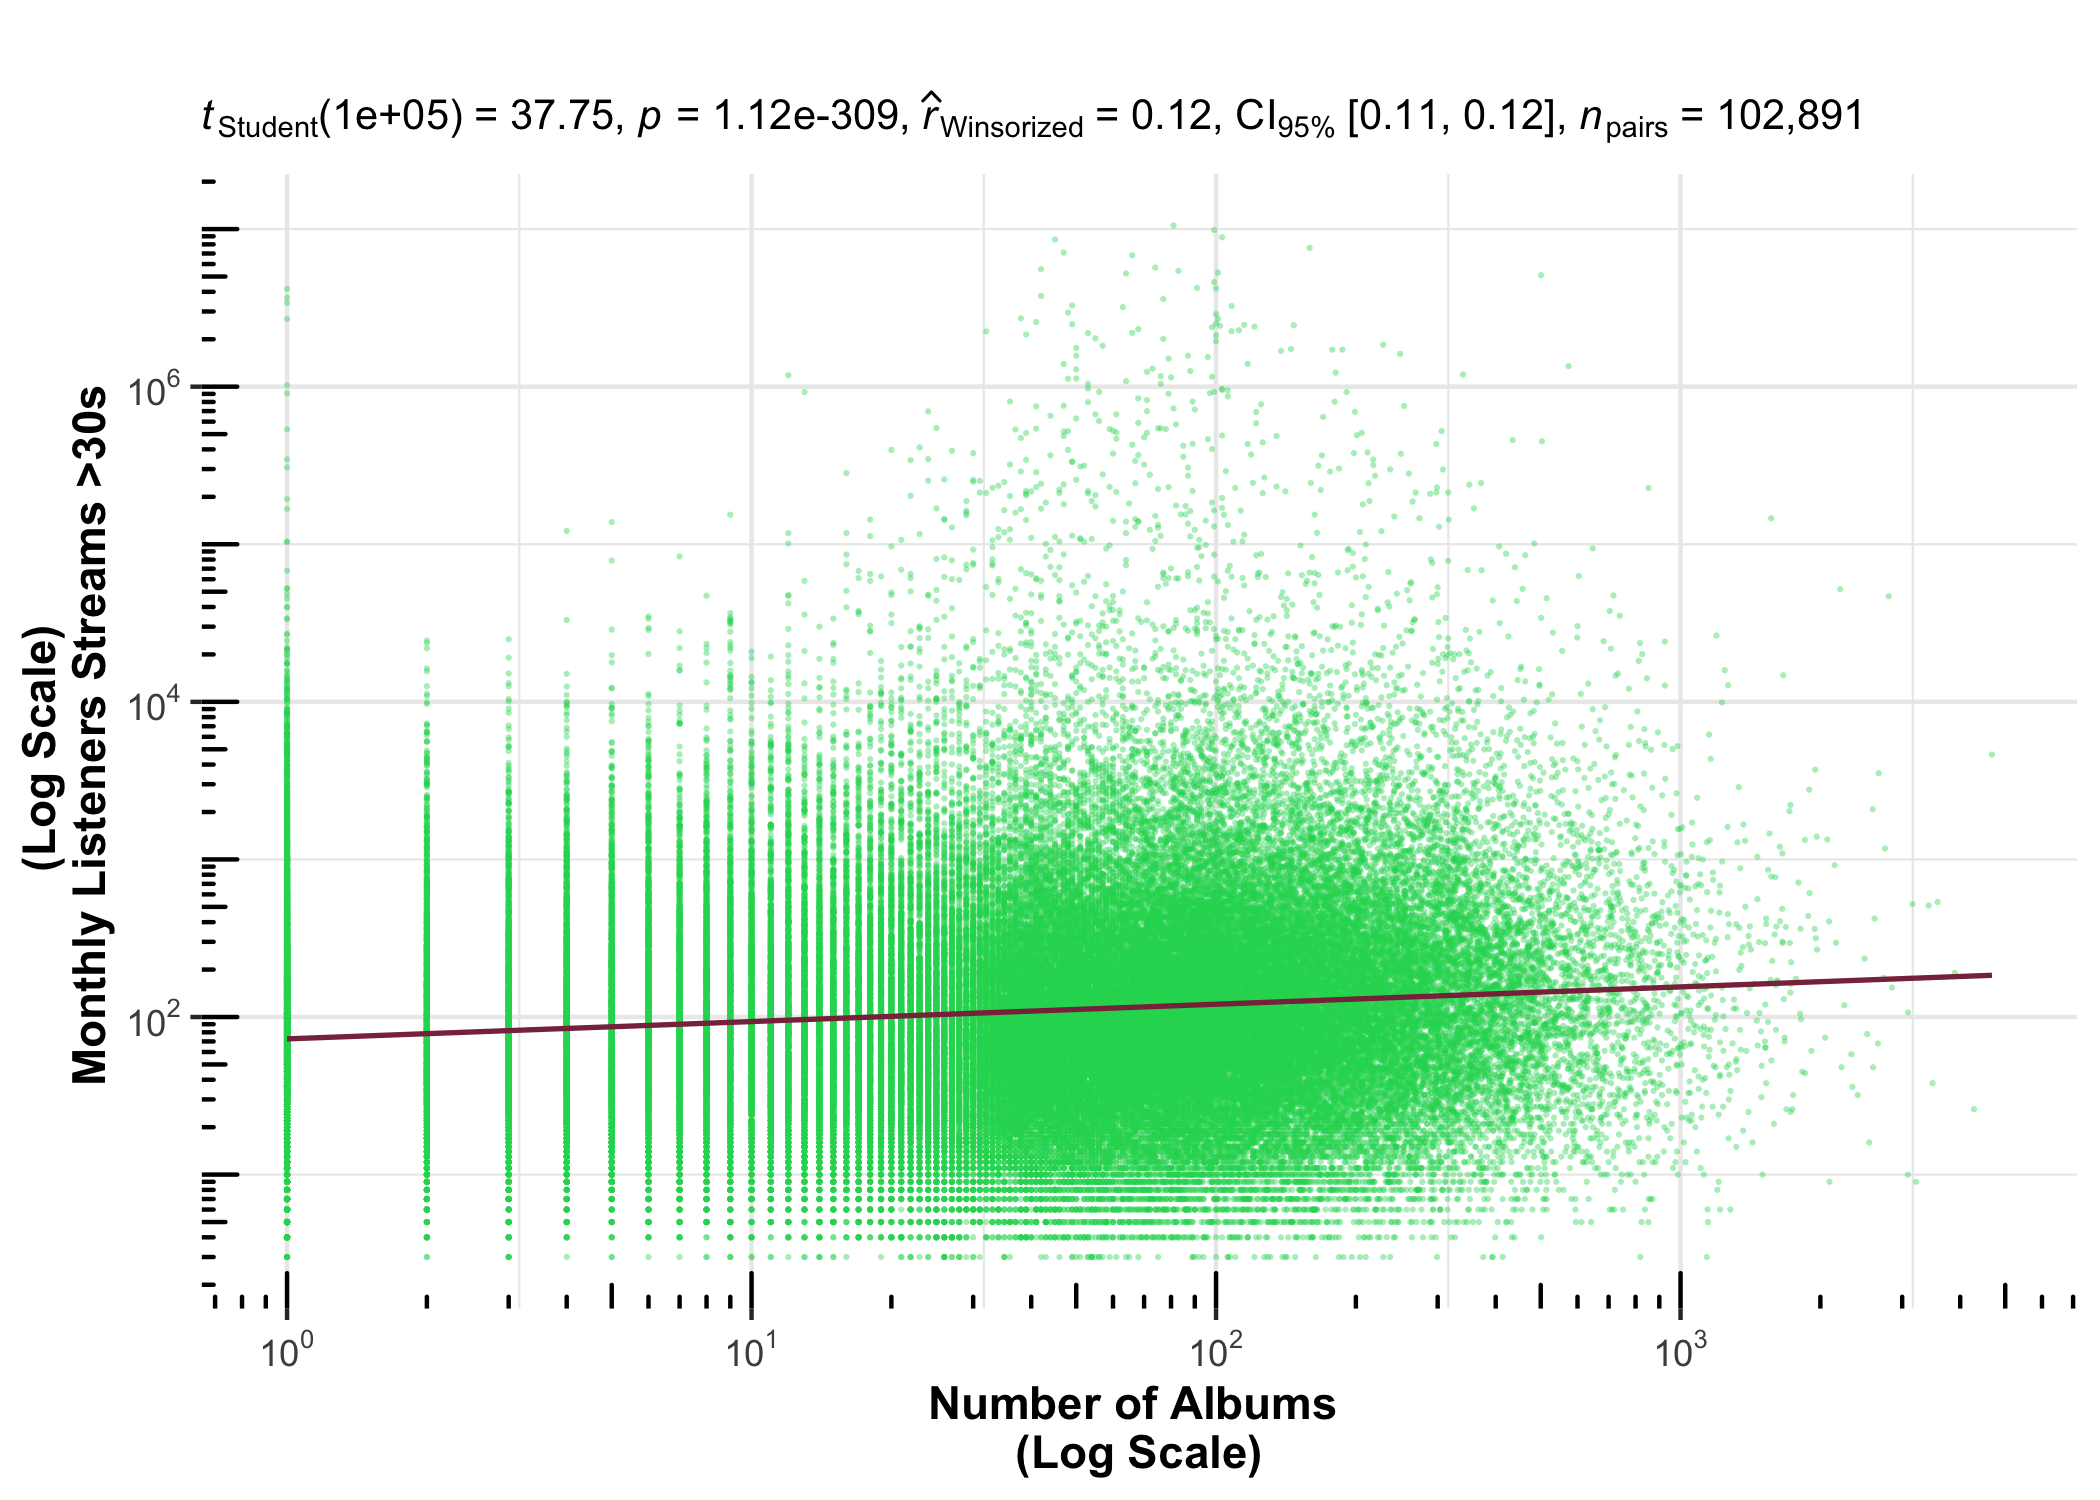 t Student(1e+05) = 37.75, p = 1.12e-309, r̂ Winsorized = 0.12, CI95% [0.11, 0.12], n pairs = 102,891
(Log Scale)
Monthly Listeners Streams >30s
10^6
10^4
10^2
10^0 10^1 10^2 10^3
Number of Albums
(Log Scale)